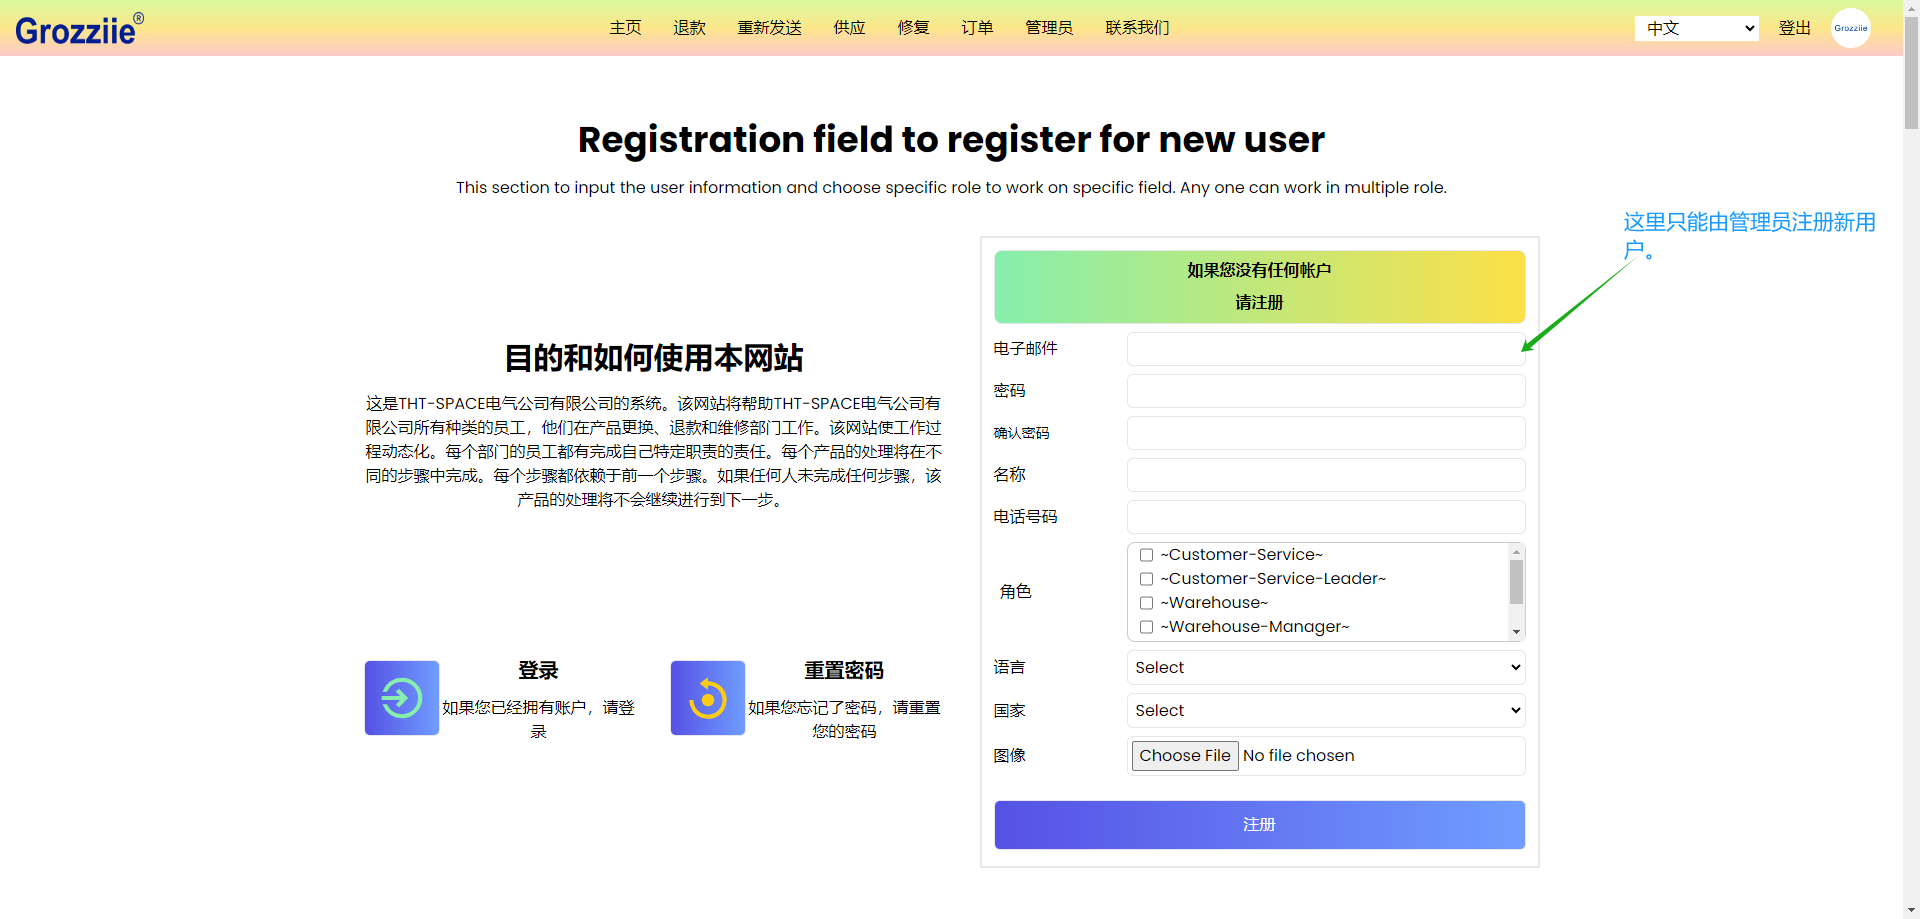 Grozziie®
主页 退款 重新发送 供应 修复 订单 管理员 联系我们
中文 登出 Grozziie
Registration field to register for new user
This section to input the user information and choose specific role to work on specific field. Any one can work in multiple role.
这里只能由管理员注册新用
户。
目的和如何使用本网站
这是THT-SPACE电气公司有限公司的系统。该网站将帮助THT-SPACE电气公司有
限公司所有种类的员工，他们在产品更换、退款和维修部门工作。该网站使工作过
程动态化。每个部门的员工都有完成自己特定职责的责任。每个产品的处理将在不
同的步骤中完成。每个步骤都依赖于前一个步骤。如果任何人未完成任何步骤，该
产品的处理将不会继续进行到下一步。
登录
如果您已经拥有账户，请登
录
重置密码
如果您忘记了密码，请重置
您的密码
如果您没有任何帐户
请注册
电子邮件
密码
确认密码
名称
电话号码
角色
~Customer-Service~
~Customer-Service-Leader~
~Warehouse~
~Warehouse-Manager~
语言 Select
国家 Select
图像 Choose File No file chosen
注册